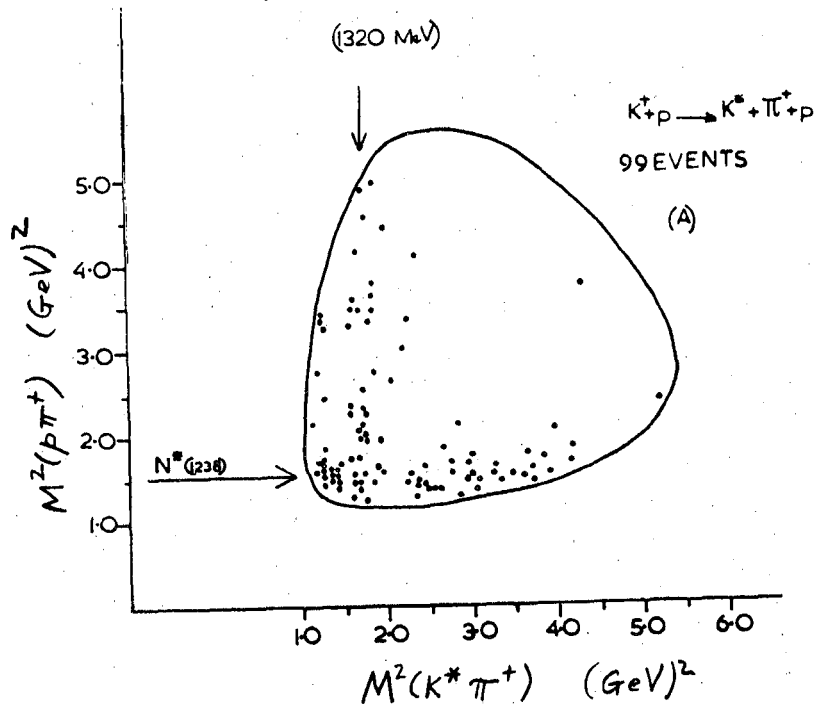 (1320 MeV)
K⁺+p → K*+π⁺+p
99 EVENTS
(A)
M²(pπ⁺) (GeV)²
5.0
4.0
3.0
2.0
1.0
N*(1238)
1.0 2.0 3.0 4.0 5.0 6.0
M²(K*π⁺) (GeV)²